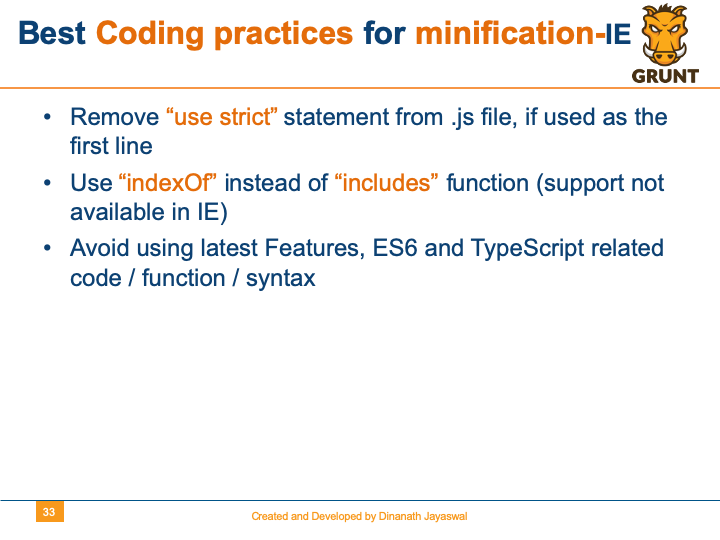 Best Coding practices for minification-IE
GRUNT
• Remove “use strict” statement from .js file, if used as the
first line
• Use “indexOf” instead of “includes” function (support not
available in IE)
• Avoid using latest Features, ES6 and TypeScript related
code / function / syntax
33
Created and Developed by Dinanath Jayaswal